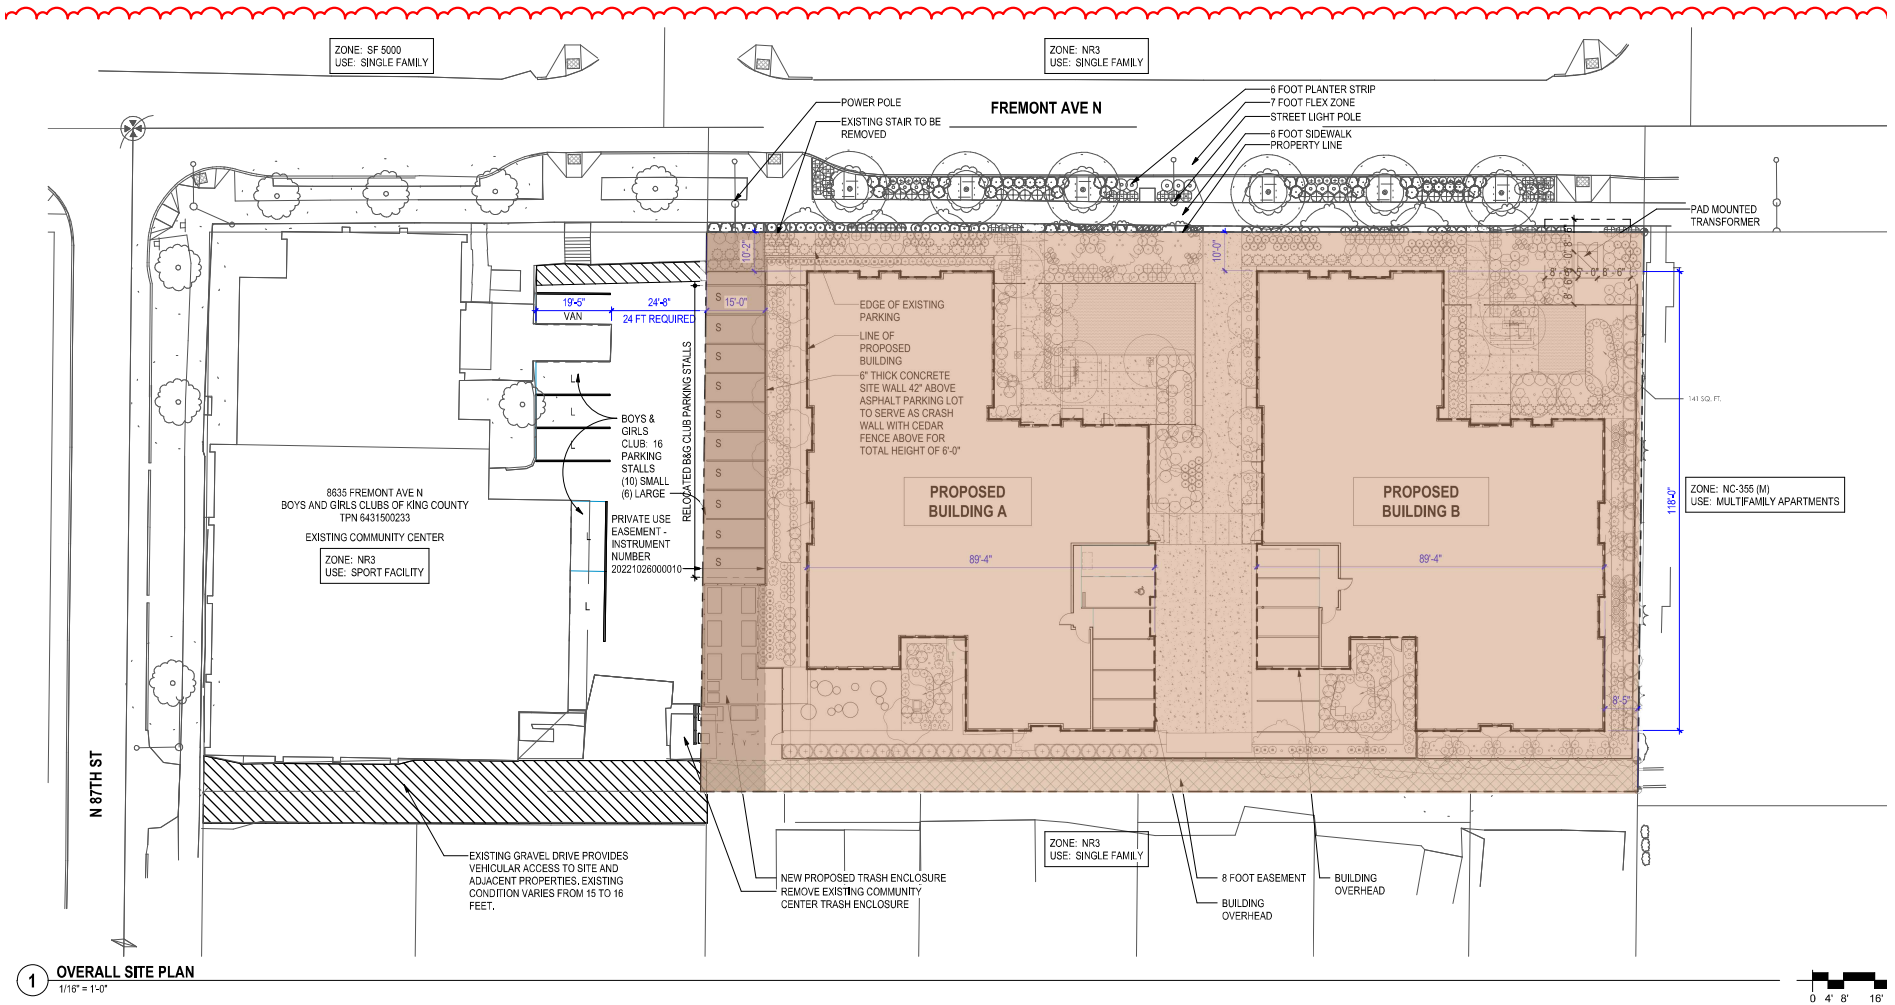 ZONE: SF 5000
USE: SINGLE FAMILY
ZONE: NR3
USE: SINGLE FAMILY
FREMONT AVE N
POWER POLE
EXISTING STAIR TO BE
REMOVED
6 FOOT PLANTER STRIP
7 FOOT FLEX ZONE
STREET LIGHT POLE
6 FOOT SIDEWALK
PROPERTY LINE
PAD MOUNTED
TRANSFORMER
10'-2"
10'-0"
19'-5"
VAN
24'-8"
24 FT REQUIRED
15'-0"
EDGE OF EXISTING
PARKING
LINE OF
PROPOSED
BUILDING
6" THICK CONCRETE
SITE WALL 42" ABOVE
ASPHALT PARKING LOT
TO SERVE AS CRASH
WALL WITH CEDAR
FENCE ABOVE FOR
TOTAL HEIGHT OF 6'-0"
S
S
S
S
S
S
S
S
S
S
L
L
L
L
L
RELOCATED B&G CLUB PARKING STALLS
BOYS &
GIRLS
CLUB: 16
PARKING
STALLS
(10) SMALL
(6) LARGE
PRIVATE USE
EASEMENT -
INSTRUMENT
NUMBER
20221026000010
8635 FREMONT AVE N
BOYS AND GIRLS CLUBS OF KING COUNTY
TPN 6431500233
EXISTING COMMUNITY CENTER
ZONE: NR3
USE: SPORT FACILITY
PROPOSED
BUILDING A
PROPOSED
BUILDING B
89'-4"
89'-4"
118'-0"
8'-5"
141 SQ. FT.
ZONE: NC-355 (M)
USE: MULTIFAMILY APARTMENTS
N 87TH ST
EXISTING GRAVEL DRIVE PROVIDES
VEHICULAR ACCESS TO SITE AND
ADJACENT PROPERTIES. EXISTING
CONDITION VARIES FROM 15 TO 16
FEET.
NEW PROPOSED TRASH ENCLOSURE
REMOVE EXISTING COMMUNITY
CENTER TRASH ENCLOSURE
ZONE: NR3
USE: SINGLE FAMILY
8 FOOT EASEMENT
BUILDING
OVERHEAD
BUILDING
OVERHEAD
1
OVERALL SITE PLAN
1/16" = 1'-0"
0 4' 8' 16'